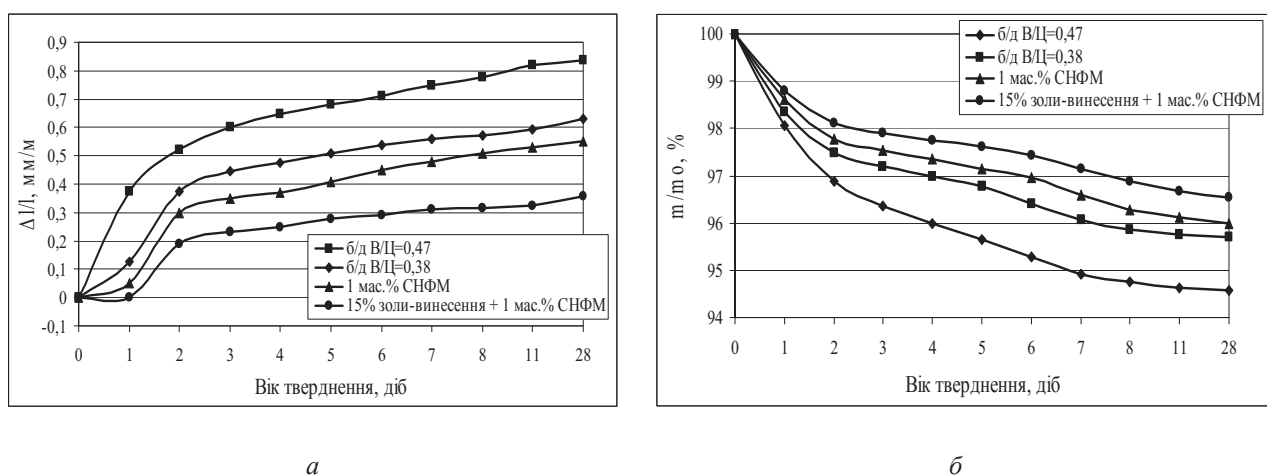 0,9
0,8
0,7
0,6
0,5
0,4
0,3
0,2
0,1
0
-0,1
Δ l/l, мм/м
б/д В/Ц=0,47
б/д В/Ц=0,38
1 мас.% СНФМ
15% золи-винесення + 1 мас.% СНФМ
0 1 2 3 4 5 6 7 8 11 28
Вік тверднення, діб
а
100
99
98
97
96
95
94
m/mo, %
б/д В/Ц=0,47
б/д В/Ц=0,38
1 мас.% СНФМ
15% золи-винесення + 1 мас.% СНФМ
0 1 2 3 4 5 6 7 8 11 28
Вік тверднення, діб
б